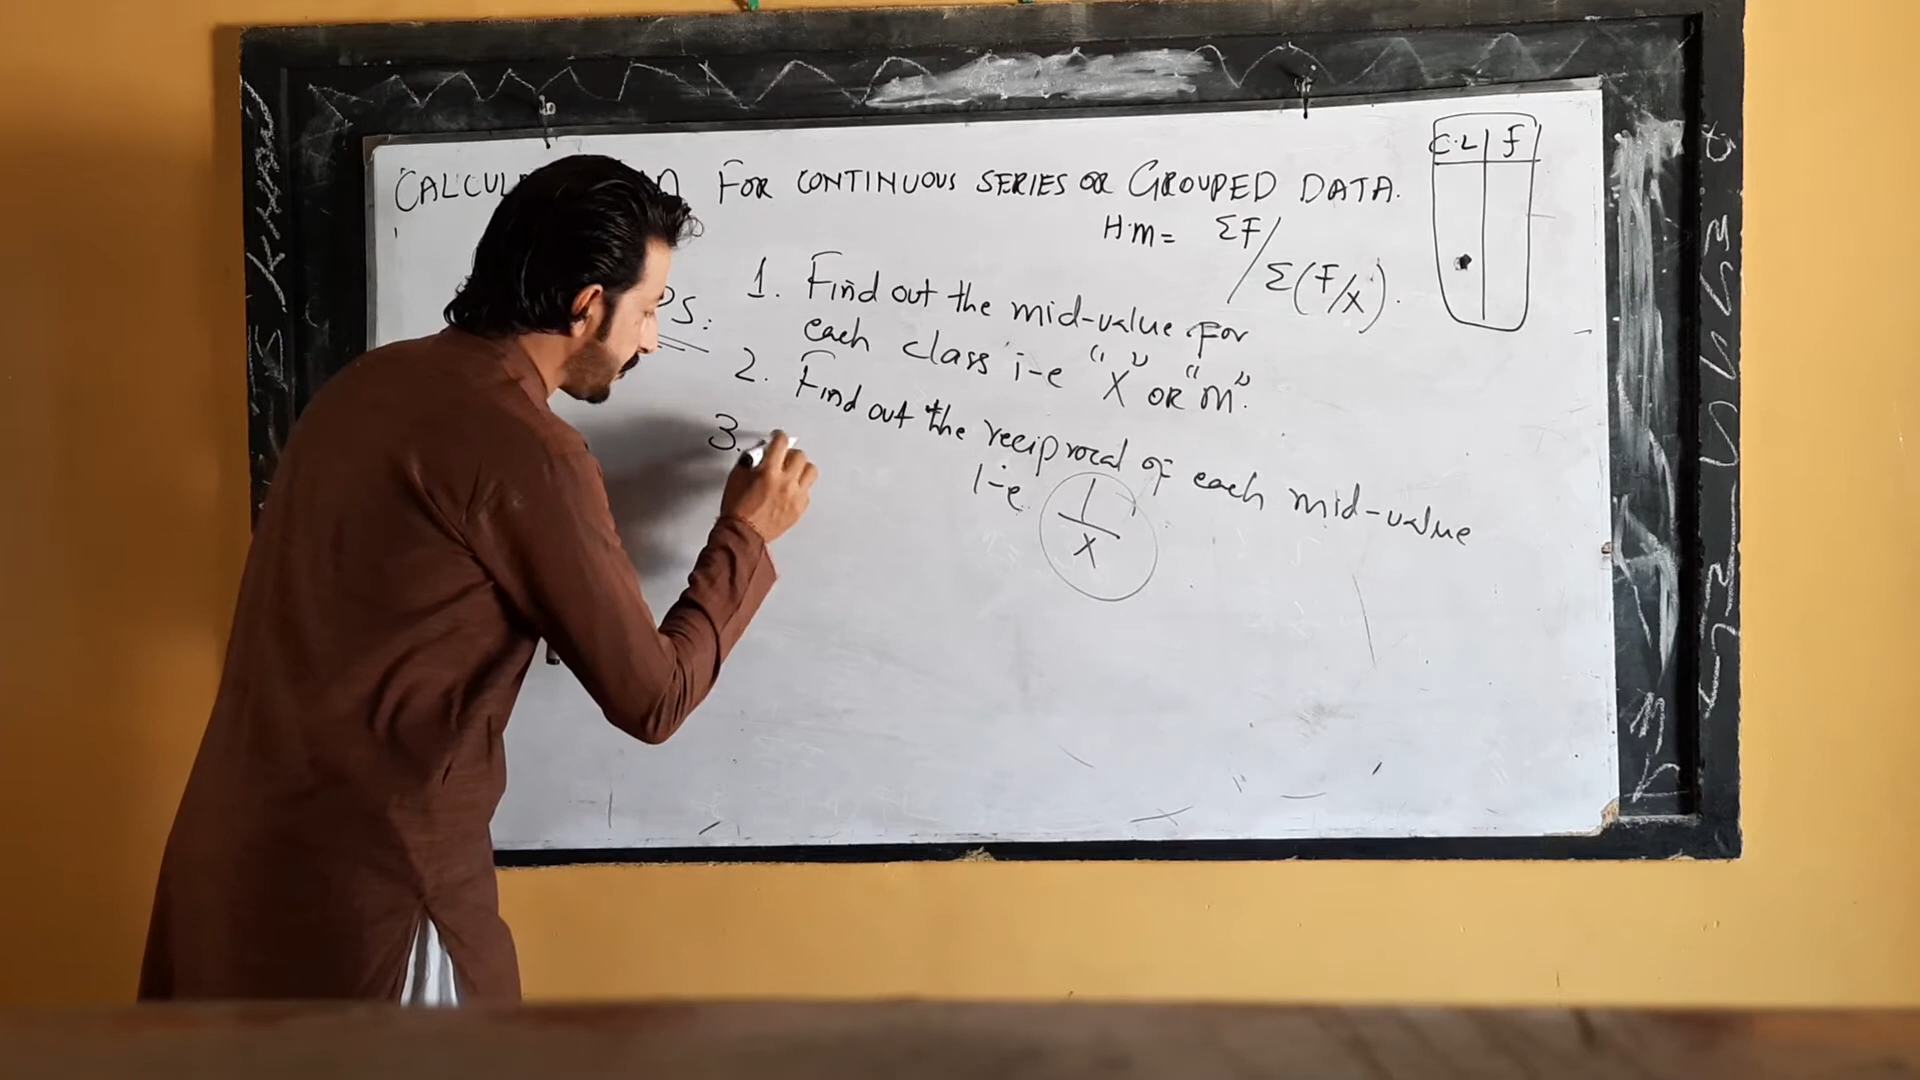 FOR CONTINUOUS SERIES OR GROUPED DATA.
C.L F
H.M = ΣF/Σ(F/X).
1. Find out the mid-value For
each class i-e "X" OR "M".
2. Find out the reciprocal of each mid-value
i-e 1/X
3.